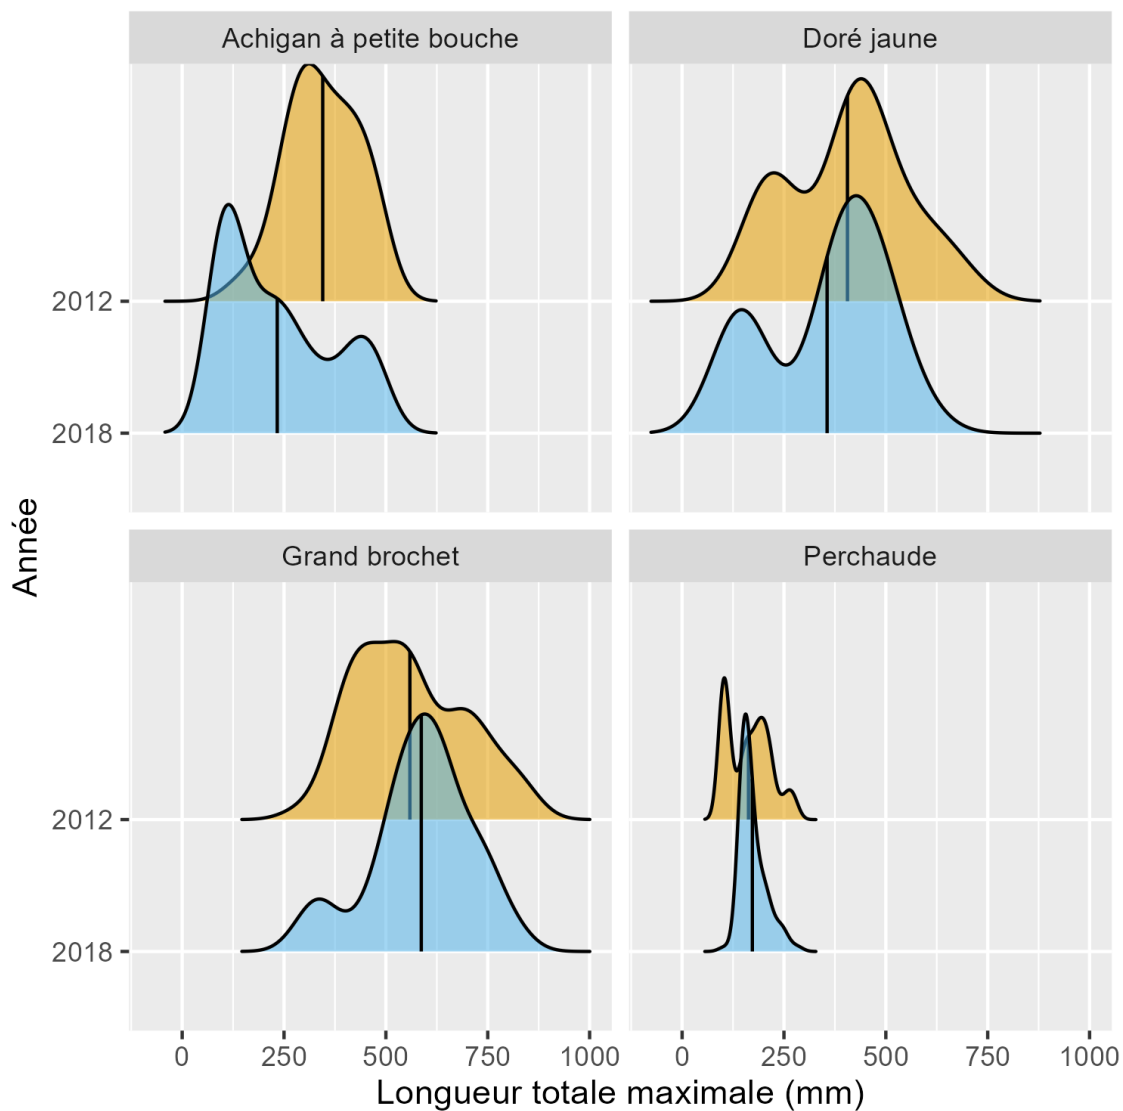 Achigan à petite bouche
Doré jaune
2012
2018
Année
Grand brochet
Perchaude
2012
2018
0 250 500 750 1000
0 250 500 750 1000
Longueur totale maximale (mm)